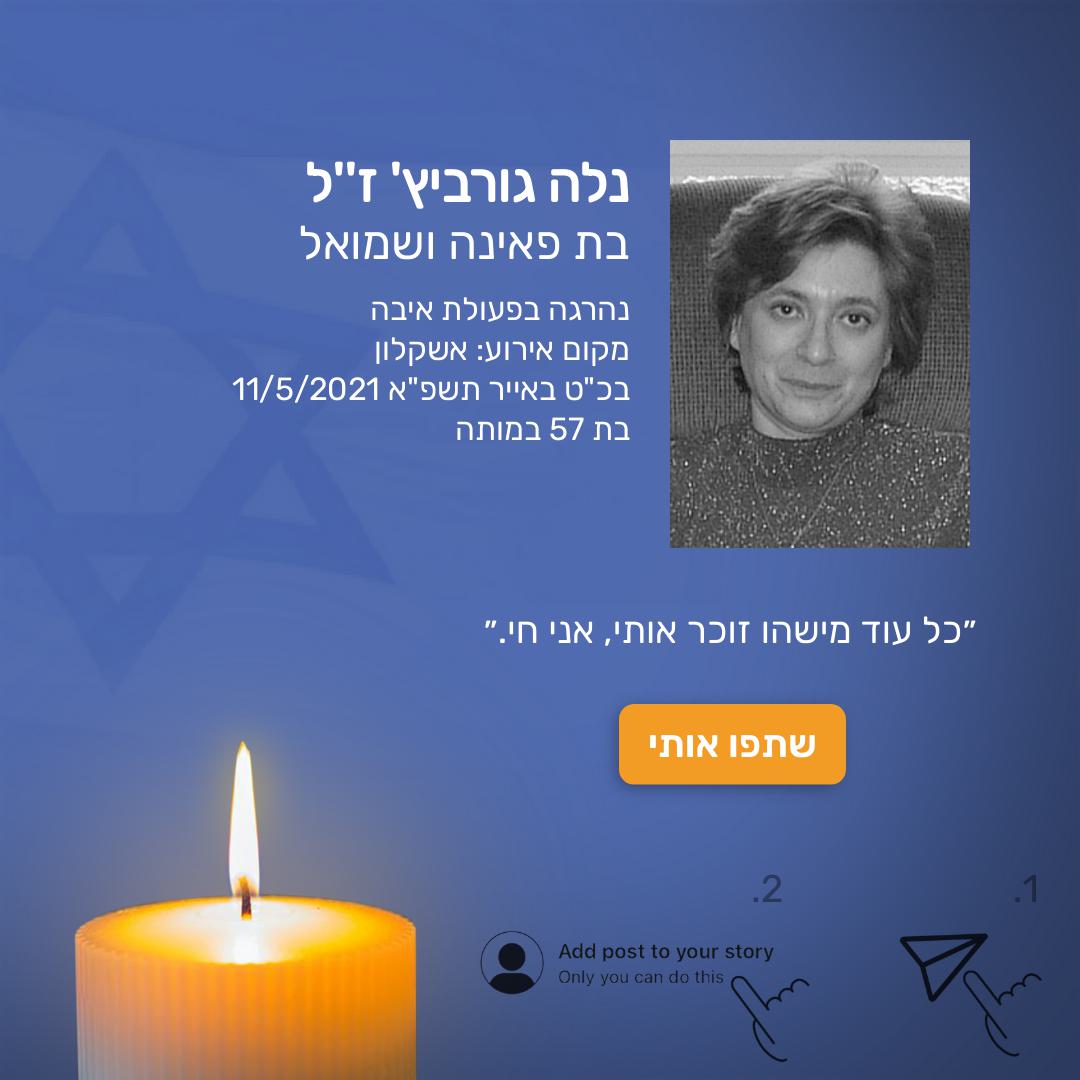 נלה גורביץ' ז''ל
בת פאינה ושמואל
נהרגה בפעולת איבה
מקום אירוע: אשקלון
בכ"ט באייר תשפ"א 11/5/2021
בת 57 במותה
״כל עוד מישהו זוכר אותי, אני חי.״
שתפו אותי
1.
2.
Add post to your story
Only you can do this